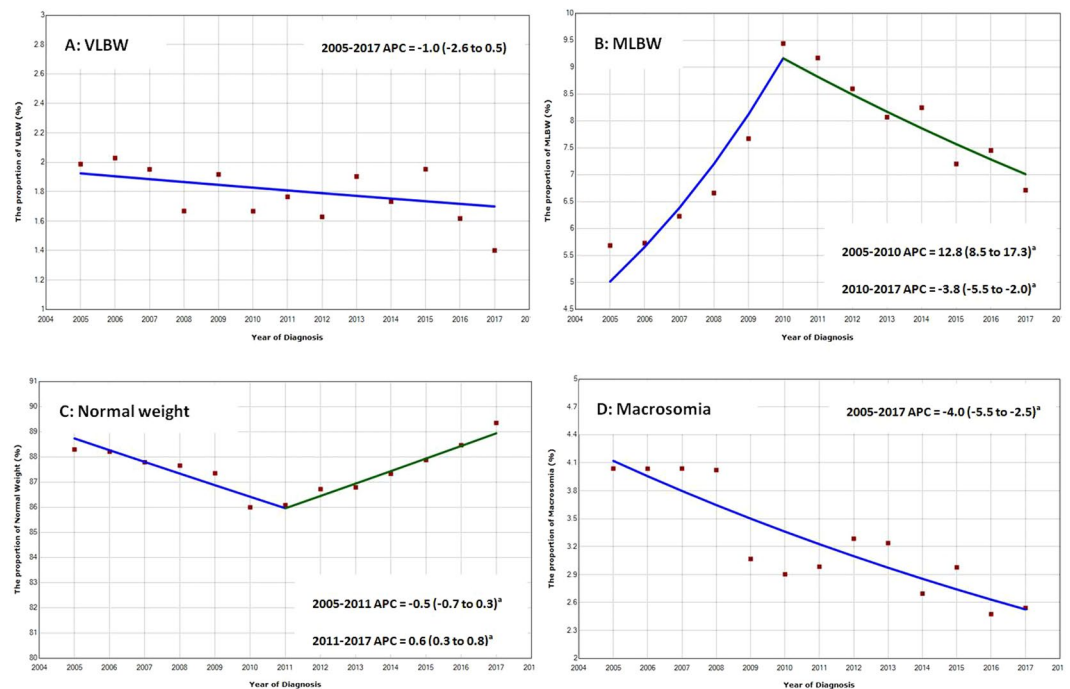 A: VLBW
2005-2017 APC = -1.0 (-2.6 to 0.5)
The proportion of VLBW (%)
3
2.8
2.6
2.4
2.2
2
1.8
1.6
1.4
1.2
1
2004 2005 2006 2007 2008 2009 2010 2011 2012 2013 2014 2015 2016 2017 20
Year of Diagnosis
B: MLBW
The proportion of MLBW (%)
10
9.5
9
8.5
8
7.5
7
6.5
6
5.5
5
4.5
2005-2010 APC = 12.8 (8.5 to 17.3)ᵃ
2010-2017 APC = -3.8 (-5.5 to -2.0)ᵃ
2004 2005 2006 2007 2008 2009 2010 2011 2012 2013 2014 2015 2016 2017 201
Year of Diagnosis
C: Normal weight
The proportion of Normal Weight (%)
91
90
89
88
87
86
85
84
83
82
81
80
2005-2011 APC = -0.5 (-0.7 to 0.3)ᵃ
2011-2017 APC = 0.6 (0.3 to 0.8)ᵃ
2004 2005 2006 2007 2008 2009 2010 2011 2012 2013 2014 2015 2016 2017 201
Year of Diagnosis
D: Macrosomia
2005-2017 APC = -4.0 (-5.5 to -2.5)ᵃ
The proportion of Macrosomia (%)
5
4.7
4.4
4.1
3.8
3.5
3.2
2.9
2.6
2.3
2
2004 2005 2006 2007 2008 2009 2010 2011 2012 2013 2014 2015 2016 2017 201
Year of Diagnosis